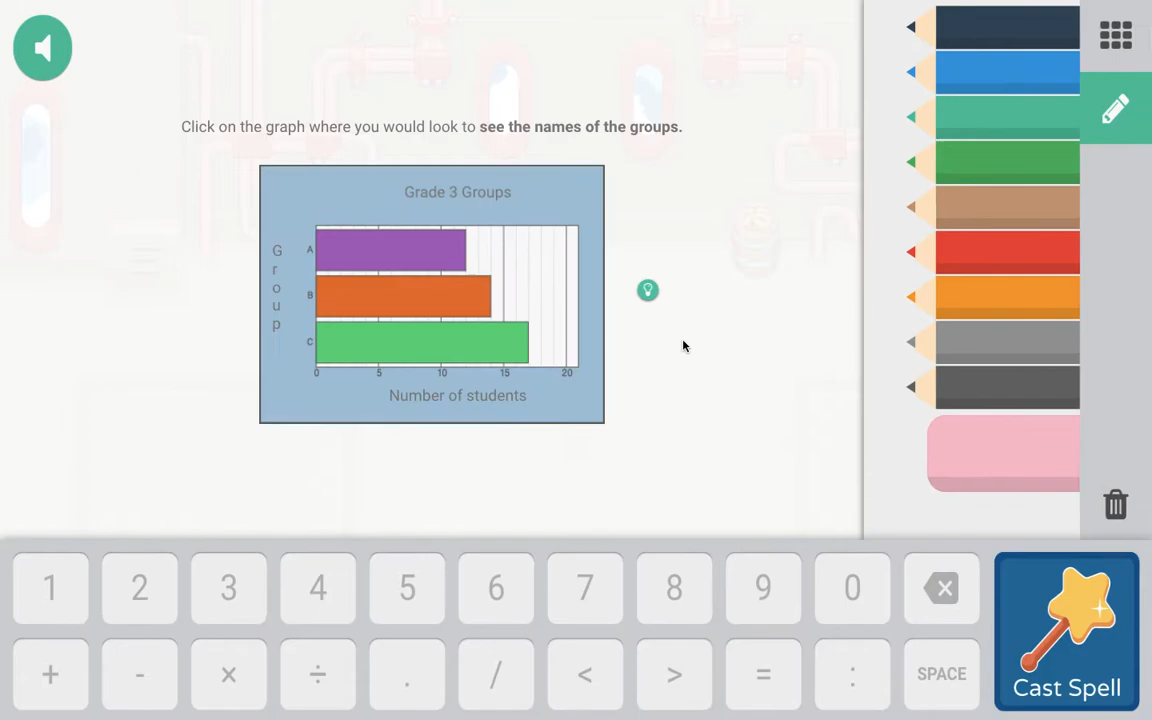 Click on the graph where you would look to see the names of the groups.
Grade 3 Groups
Group
A
B
C
0 5 10 15 20
Number of students
1 2 3 4 5 6 7 8 9 0
+ - × ÷ . / < > = : SPACE
Cast Spell